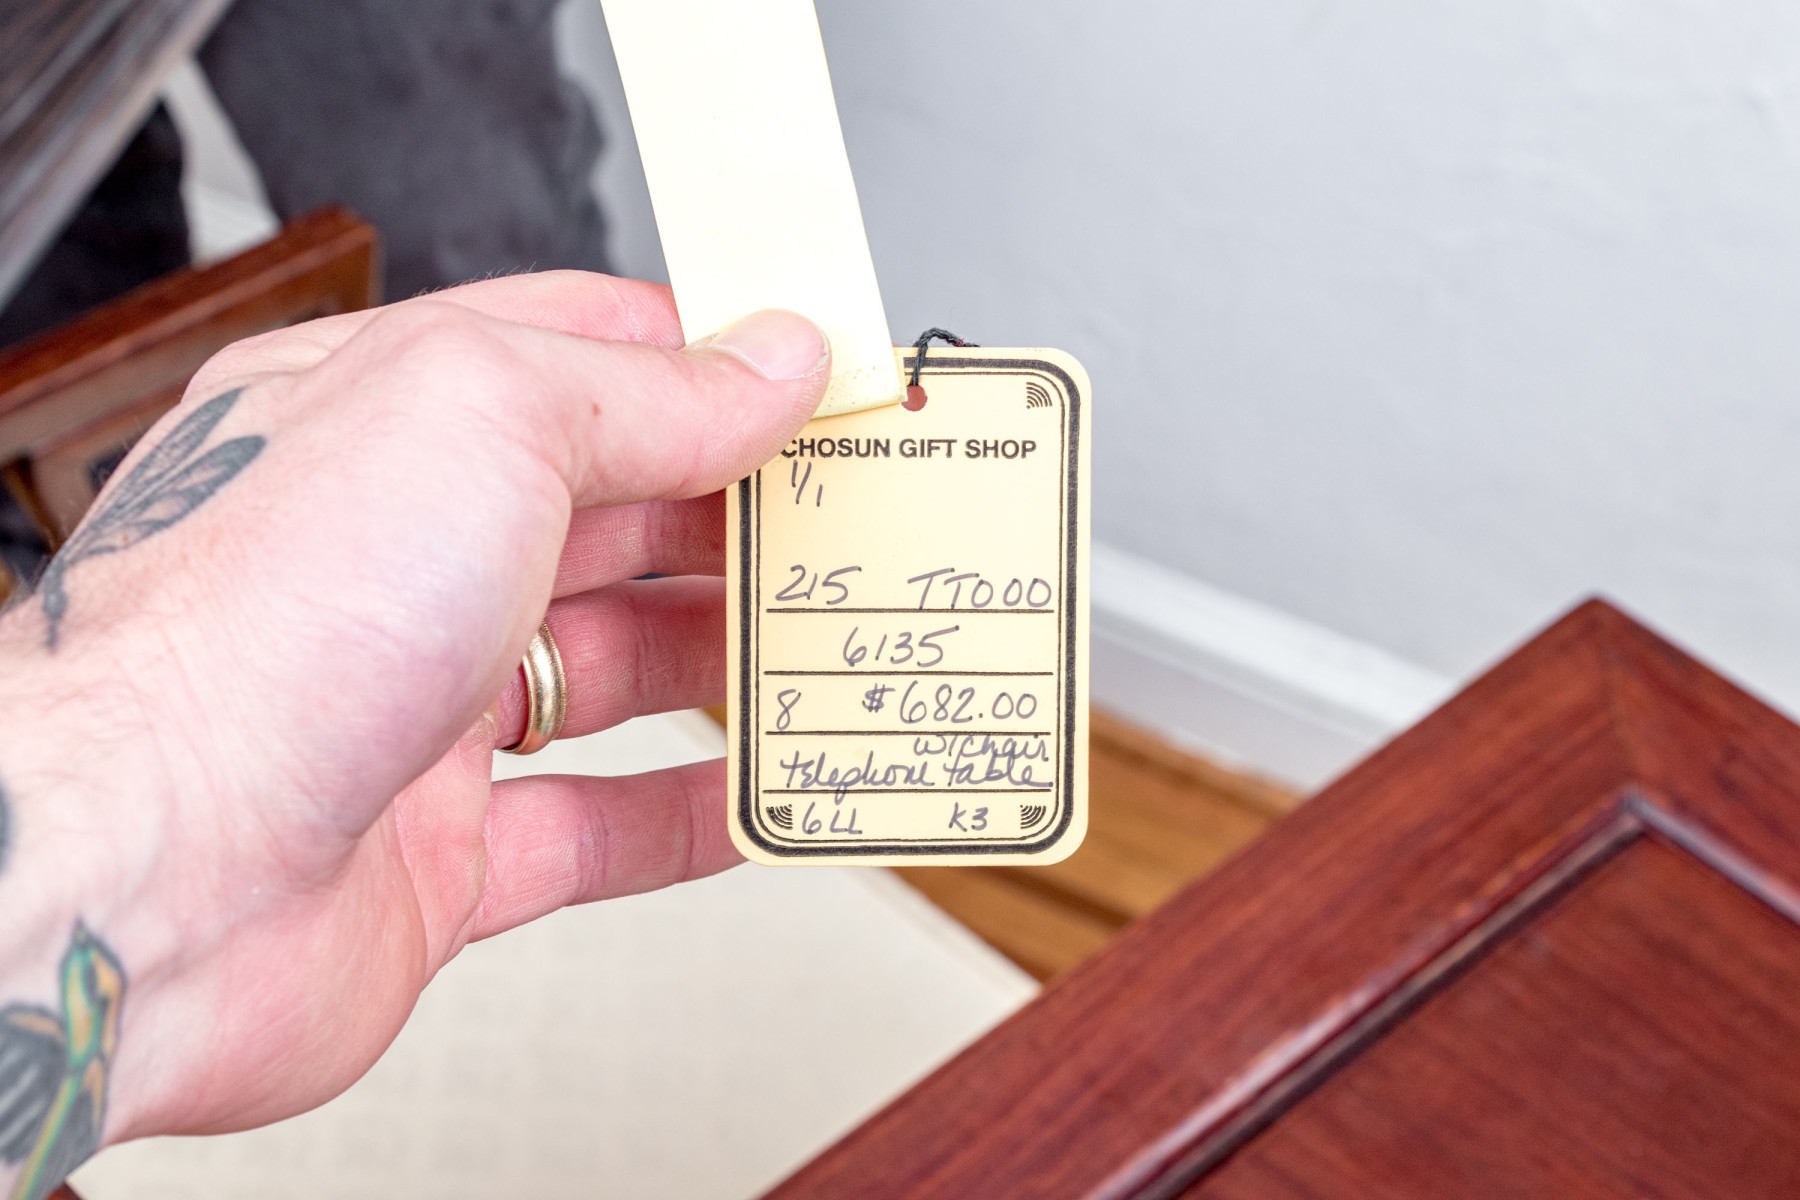 CHOSUN GIFT SHOP
1/1
215 TT000
6135
8 $682.00
w/chair
telephone table
6LL K3